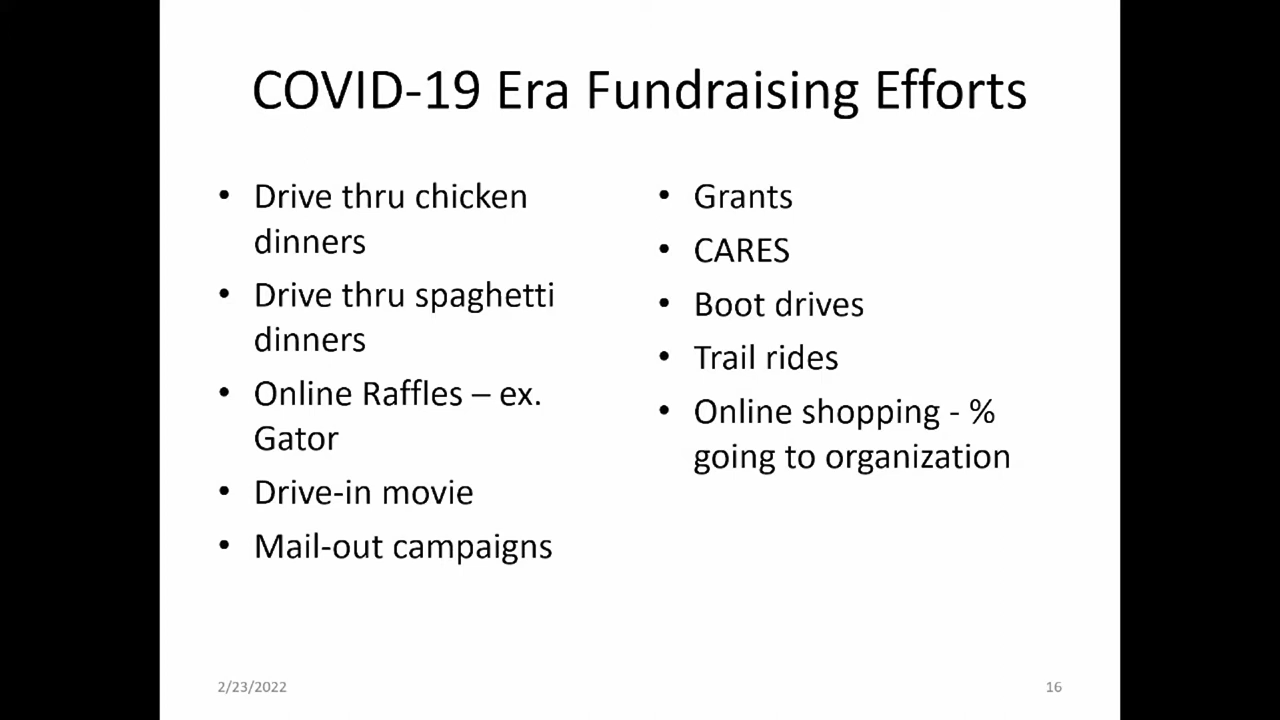 COVID-19 Era Fundraising Efforts
• Drive thru chicken
dinners
• Drive thru spaghetti
dinners
• Online Raffles – ex.
Gator
• Drive-in movie
• Mail-out campaigns
• Grants
• CARES
• Boot drives
• Trail rides
• Online shopping - %
going to organization
2/23/2022
16